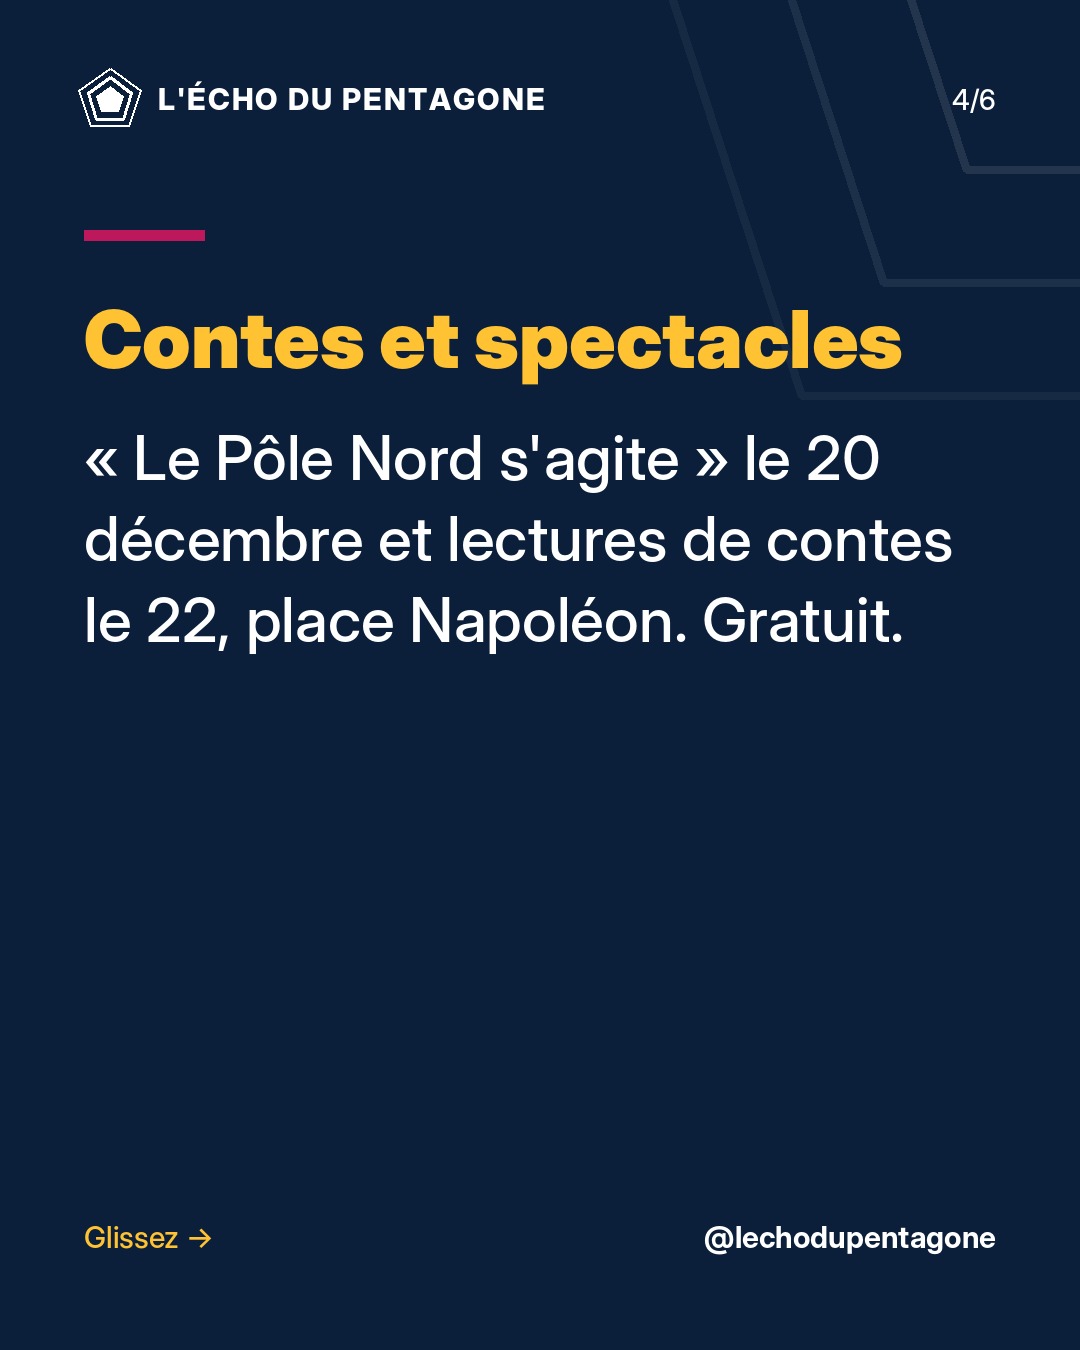 L'ÉCHO DU PENTAGONE
4/6
Contes et spectacles
« Le Pôle Nord s'agite » le 20
décembre et lectures de contes
le 22, place Napoléon. Gratuit.
Glissez →
@lechodupentagone